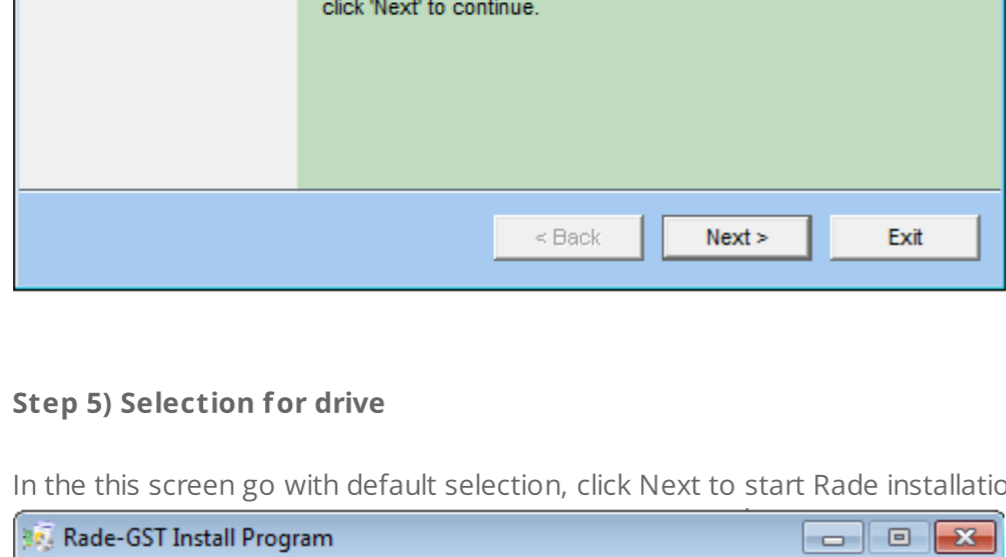 click 'Next' to continue.
< Back Next > Exit
Step 5) Selection for drive
In the this screen go with default selection, click Next to start Rade installatio
Rade-GST Install Program